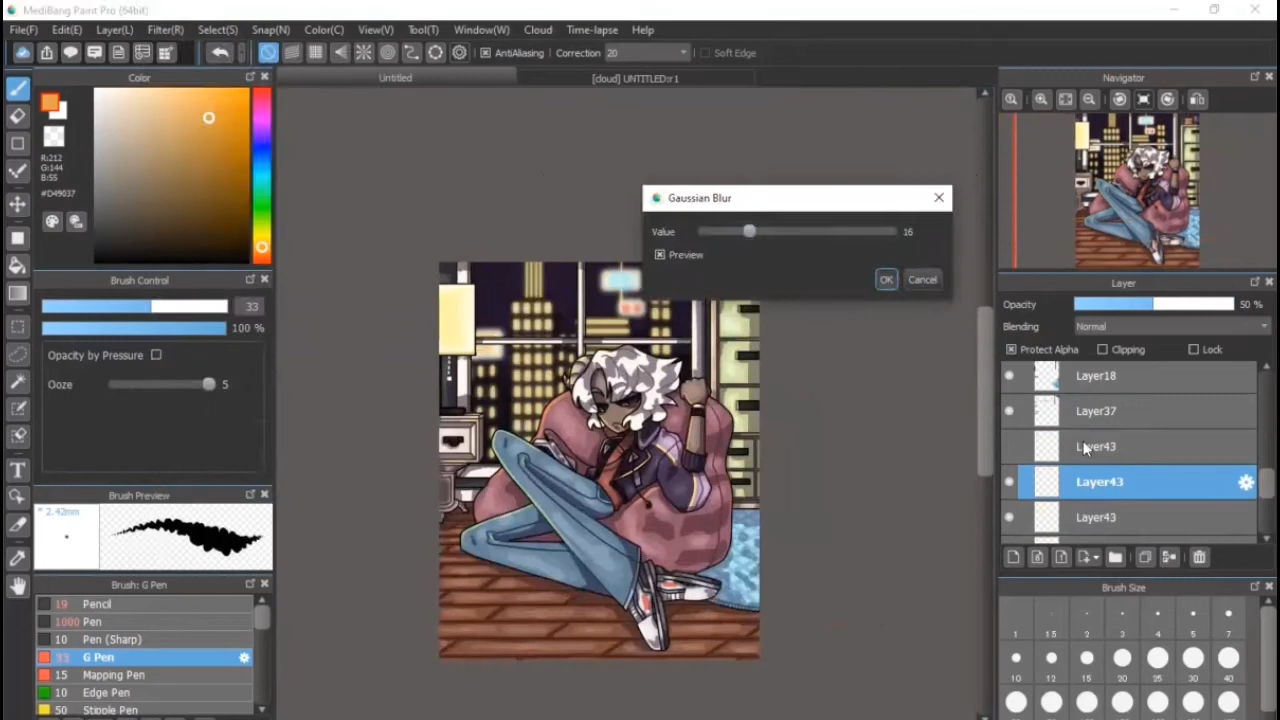 MediBang Paint Pro (64bit)
File(F) Edit(E) Layer(L) Filter(R) Select(S) Snap(N) Color(C) View(V) Tool(T) Window(W) Cloud Time-lapse Help
AntiAliasing Correction 20 Soft Edge
Color
Untitled
[cloud] UNTITLED:r1
Navigator
R:212
G:144
B:55
#D49037
Gaussian Blur
Value 16
Preview
OK Cancel
Brush Control
33
100 %
Opacity by Pressure
Ooze 5
Layer
Opacity 50 %
Blending Normal
Protect Alpha Clipping Lock
Layer18
Layer37
Layer43
Layer43
Layer43
Brush Preview
* 2.42mm
Brush: G Pen
19 Pencil
1000 Pen
10 Pen (Sharp)
33 G Pen
15 Mapping Pen
10 Edge Pen
50 Stipple Pen
Brush Size
1 1.5 2 3 4 5 7
10 12 15 20 25 30 40